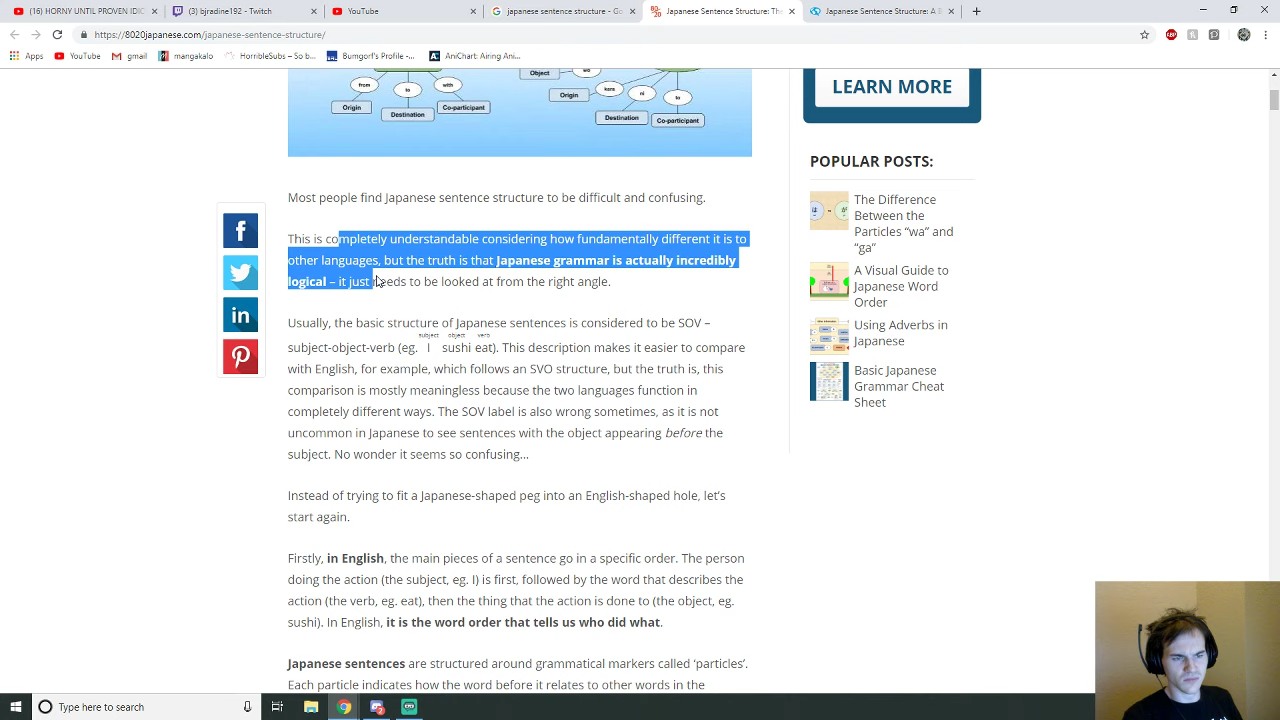 (16) HORNY UNTIL PROVEN IDIC
(3) bjradine192 - Twitch
YouTube
japanese sentence structure - Go
Japanese Sentence Structure: The
Japanese Sentence Structure: A B
https://8020japanese.com/japanese-sentence-structure/
ABP
Apps
YouTube
gmail
mangakalo
HorribleSubs – So b...
Bumgorf's Profile -...
AniChart: Airing Ani...
from
to
with
Origin
Destination
Co-participant
Object
wo
Origin
kara
ni
to
Destination
Co-participant
LEARN MORE
Most people find Japanese sentence structure to be difficult and confusing.
This is completely understandable considering how fundamentally different it is to
other languages, but the truth is that Japanese grammar is actually incredibly
logical – it just needs to be looked at from the right angle.
Usually, the basic structure of Japanese sentences is considered to be SOV –
subject object verb
subject-object-verb (eg. I sushi eat). This description makes it easier to compare
with English, for example, which follows an SVO structure, but the truth is, this
comparison is mostly meaningless because the two languages function in
completely different ways. The SOV label is also wrong sometimes, as it is not
uncommon in Japanese to see sentences with the object appearing before the
subject. No wonder it seems so confusing...
Instead of trying to fit a Japanese-shaped peg into an English-shaped hole, let's
start again.
Firstly, in English, the main pieces of a sentence go in a specific order. The person
doing the action (the subject, eg. I) is first, followed by the word that describes the
action (the verb, eg. eat), then the thing that the action is done to (the object, eg.
sushi). In English, it is the word order that tells us who did what.
Japanese sentences are structured around grammatical markers called 'particles'.
Each particle indicates how the word before it relates to other words in the
POPULAR POSTS:
は
が
The Difference
Between the
Particles “wa” and
“ga”
A Visual Guide to
Japanese Word
Order
Using Adverbs in
Japanese
Basic Japanese
Grammar Cheat
Sheet
Type here to search